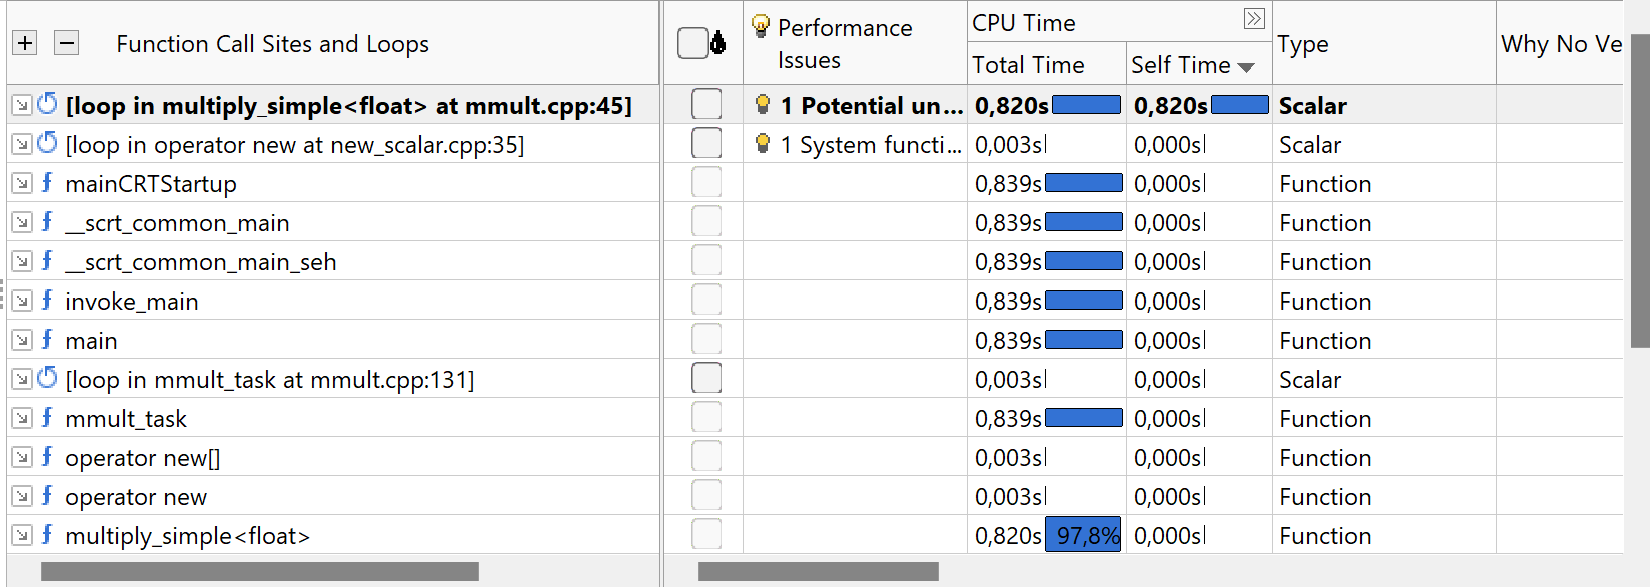 Function Call Sites and Loops
Performance Issues
CPU Time
Total Time
Self Time
Type
Why No Ve
[loop in multiply_simple<float> at mmult.cpp:45] 1 Potential un... 0,820s 0,820s Scalar
[loop in operator new at new_scalar.cpp:35] 1 System functi... 0,003s 0,000s Scalar
mainCRTStartup 0,839s 0,000s Function
__scrt_common_main 0,839s 0,000s Function
__scrt_common_main_seh 0,839s 0,000s Function
invoke_main 0,839s 0,000s Function
main 0,839s 0,000s Function
[loop in mmult_task at mmult.cpp:131] 0,003s 0,000s Scalar
mmult_task 0,839s 0,000s Function
operator new[] 0,003s 0,000s Function
operator new 0,003s 0,000s Function
multiply_simple<float> 0,820s 97,8% 0,000s Function